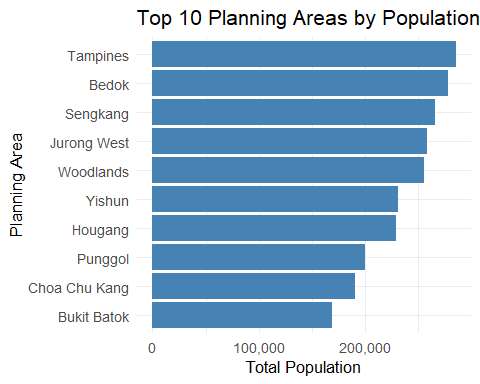 Top 10 Planning Areas by Population
Planning Area
Tampines
Bedok
Sengkang
Jurong West
Woodlands
Yishun
Hougang
Punggol
Choa Chu Kang
Bukit Batok
0
100,000
200,000
Total Population